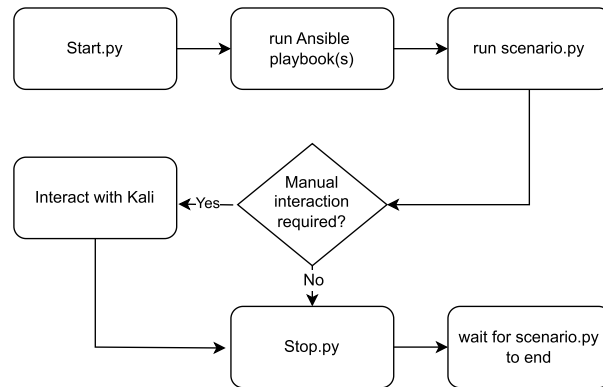 Start.py
run Ansible
playbook(s)
run scenario.py
Manual
interaction
required?
Yes
Interact with Kali
No
Stop.py
wait for scenario.py
to end